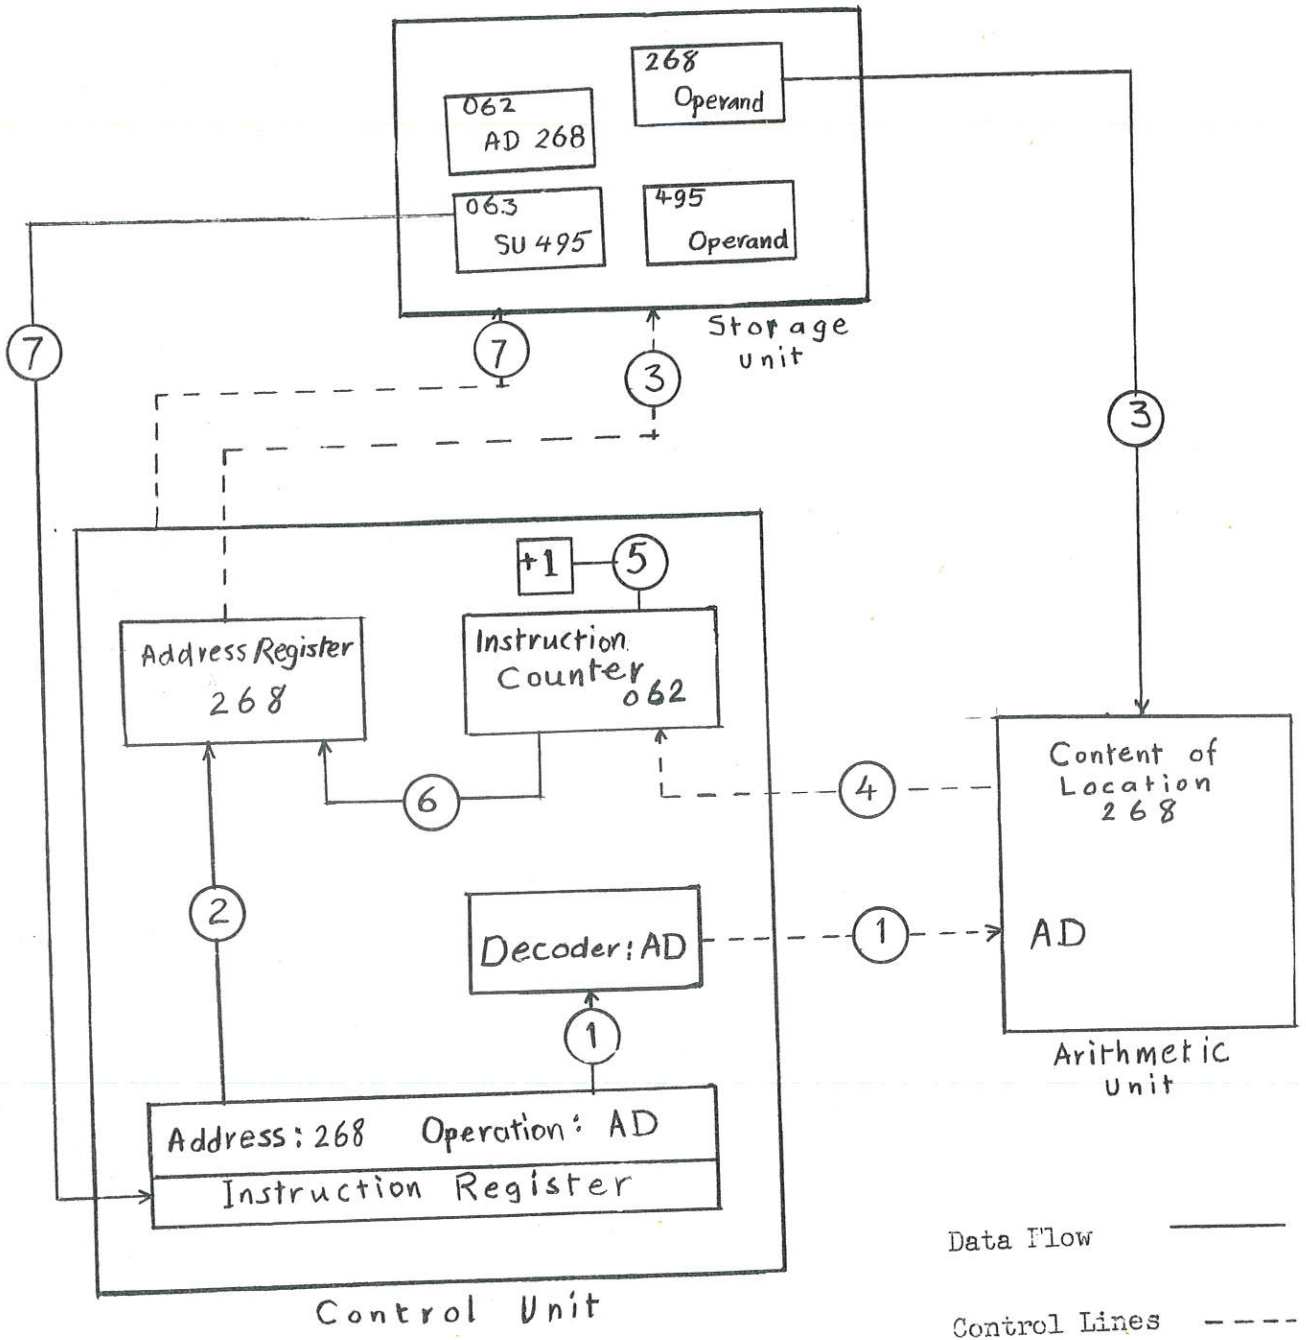 268
Operand
062
AD 268
063
SU 495
495
Operand
Storage
unit
7
7
3
3
+1
5
Address Register
268
Instruction
Counter
062
Content of
Location
268
4
6
2
Decoder: AD
1
AD
1
Arithmetic
unit
Address: 268 Operation: AD
Instruction Register
Data Flow
Control Unit
Control Lines